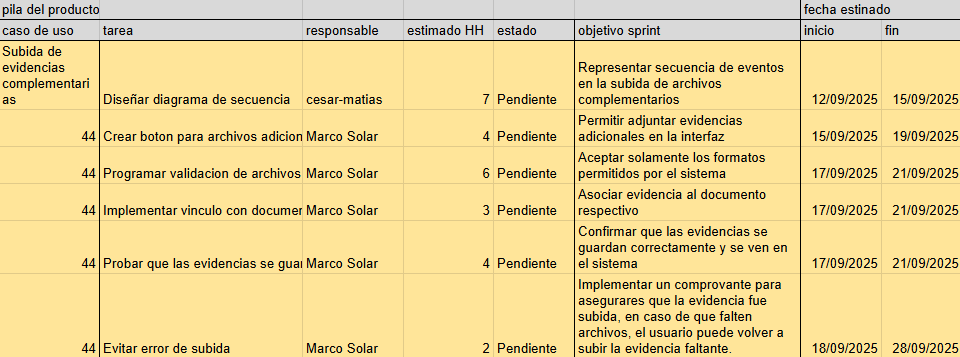 pila del producto fecha estinado
caso de uso tarea responsable estimado HH estado objetivo sprint inicio fin
Subida de
evidencias
complementari
as Diseñar diagrama de secuencia cesar-matias 7 Pendiente
Representar secuencia de eventos
en la subida de archivos
complementarios
12/09/2025 15/09/2025
44 Crear boton para archivos adicion Marco Solar 4 Pendiente
Permitir adjuntar evidencias
adicionales en la interfaz
15/09/2025 19/09/2025
44 Programar validacion de archivos Marco Solar 6 Pendiente
Aceptar solamente los formatos
permitidos por el sistema
17/09/2025 21/09/2025
44 Implementar vinculo con documen Marco Solar 3 Pendiente
Asociar evidencia al documento
respectivo
17/09/2025 21/09/2025
44 Probar que las evidencias se guar Marco Solar 4 Pendiente
Confirmar que las evidencias se
guardan correctamente y se ven en
el sistema
17/09/2025 21/09/2025
44 Evitar error de subida Marco Solar 2 Pendiente
Implementar un comprovante para
asegurares que la evidencia fue
subida, en caso de que falten
archivos, el usuario puede volver a
subir la evidencia faltante.
18/09/2025 28/09/2025